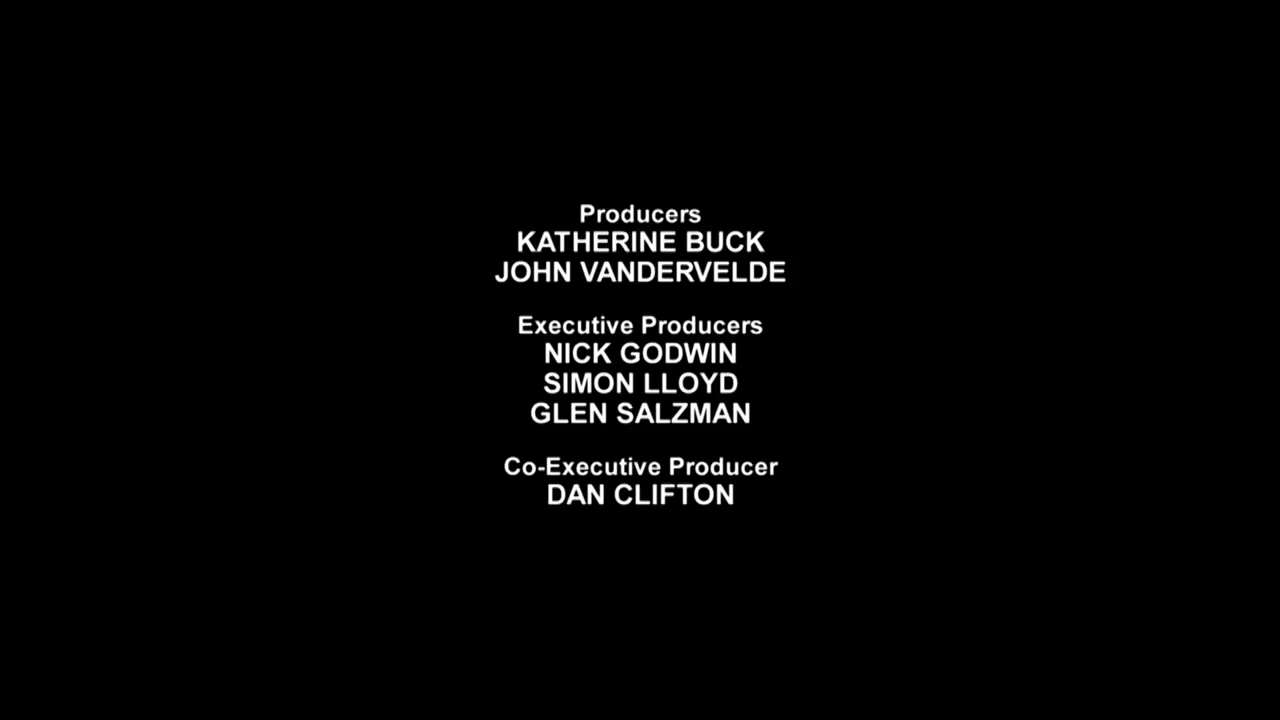 Producers
KATHERINE BUCK
JOHN VANDERVELDE
Executive Producers
NICK GODWIN
SIMON LLOYD
GLEN SALZMAN
Co-Executive Producer
DAN CLIFTON